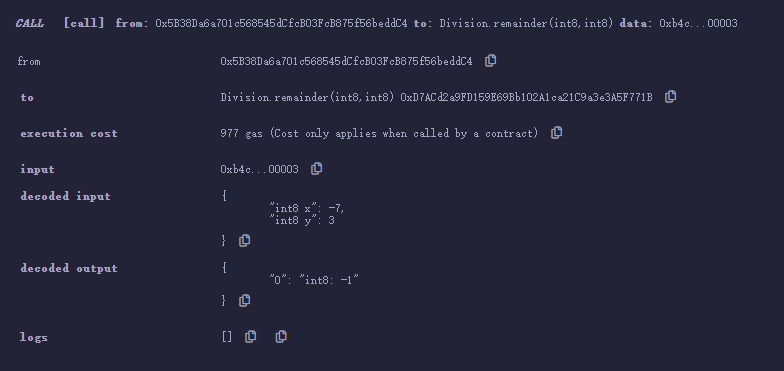 CALL [call] from: 0x5B38Da6a701c568545dCfcB03FcB875f56beddC4 to: Division.remainder(int8,int8) data: 0xb4c...00003
from 0x5B38Da6a701c568545dCfcB03FcB875f56beddC4
to Division.remainder(int8,int8) 0xD7ACd2a9FD159E69Bb102A1ca21C9a3e3A5F771B
execution cost 977 gas (Cost only applies when called by a contract)
input 0xb4c...00003
decoded input {
"int8 x": -7,
"int8 y": 3
}
decoded output {
"0": "int8: -1"
}
logs []